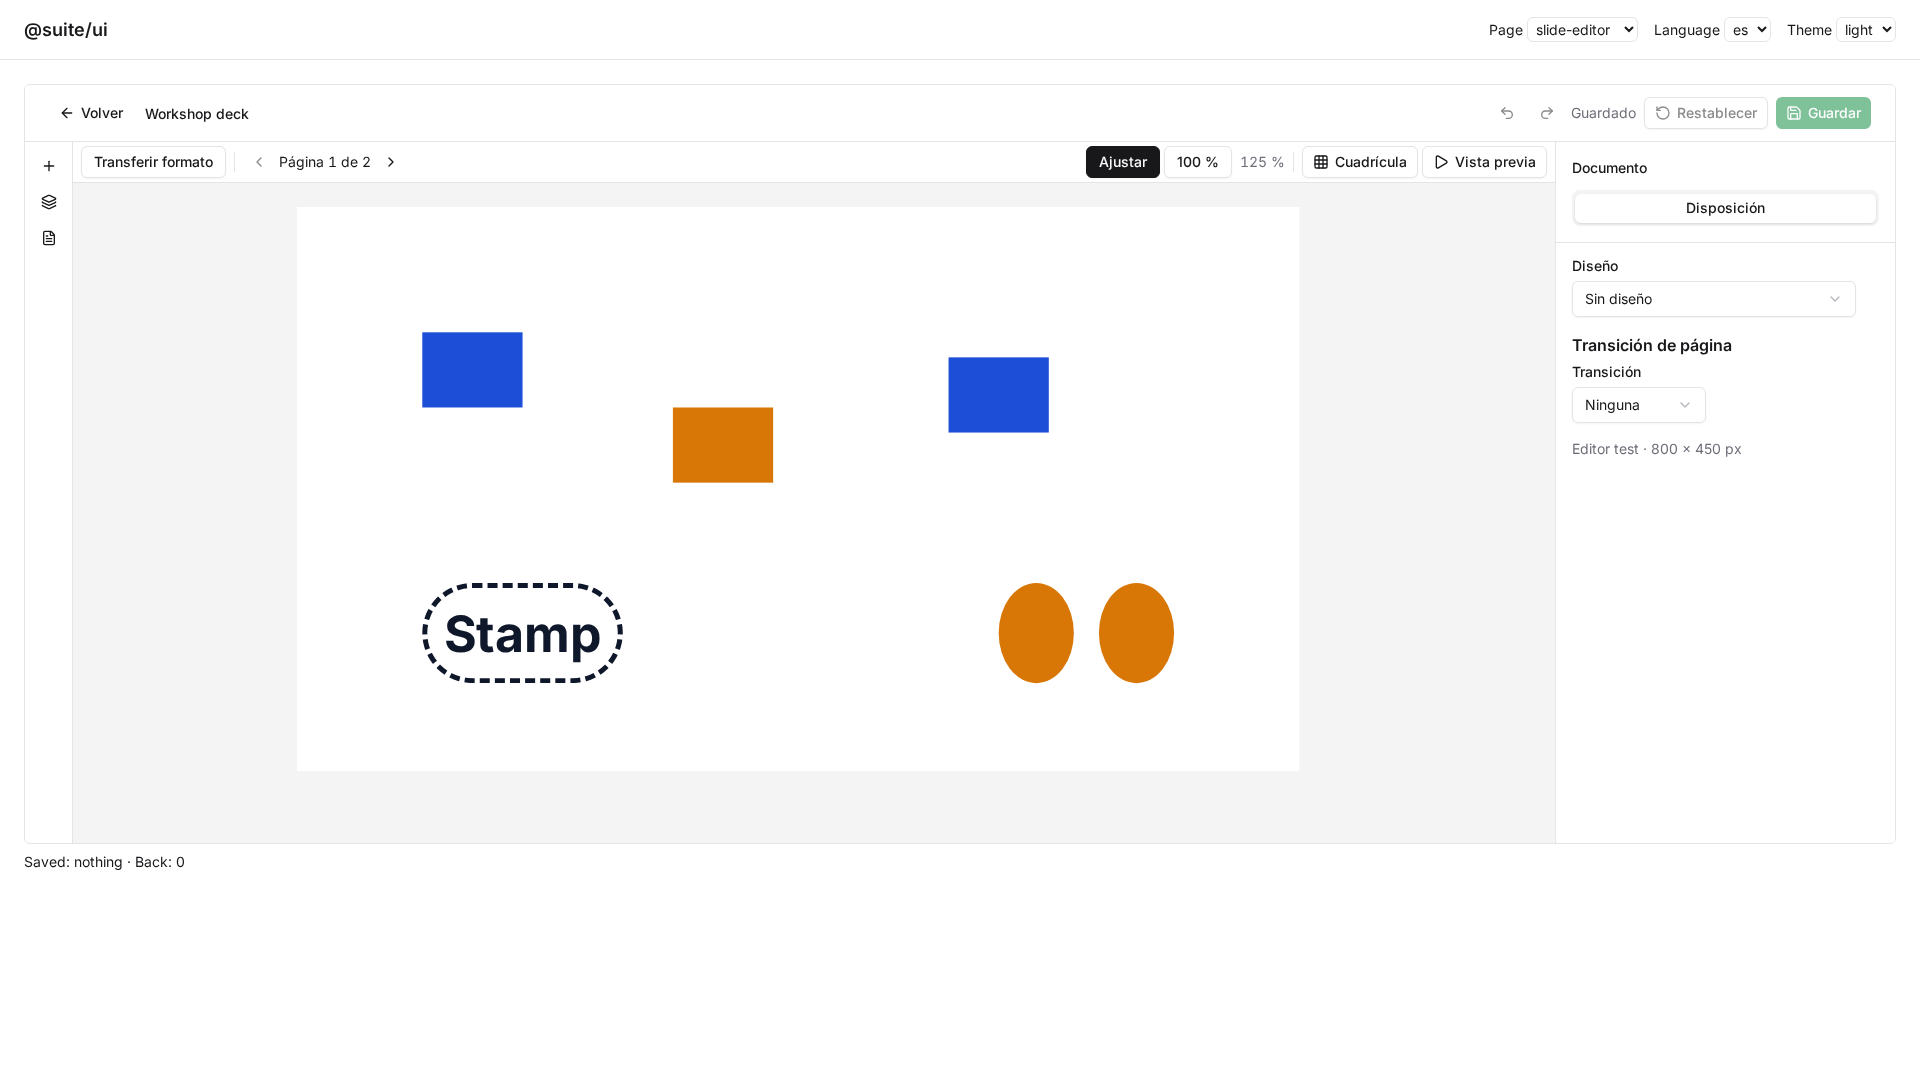 @suite/ui
Page slide-editor Language es Theme light
Volver Workshop deck Guardado Restablecer Guardar
Transferir formato Página 1 de 2 Ajustar 100 % 125 % Cuadrícula Vista previa
Documento
Disposición
Diseño
Sin diseño
Transición de página
Transición
Ninguna
Editor test · 800 × 450 px
Stamp
Saved: nothing · Back: 0